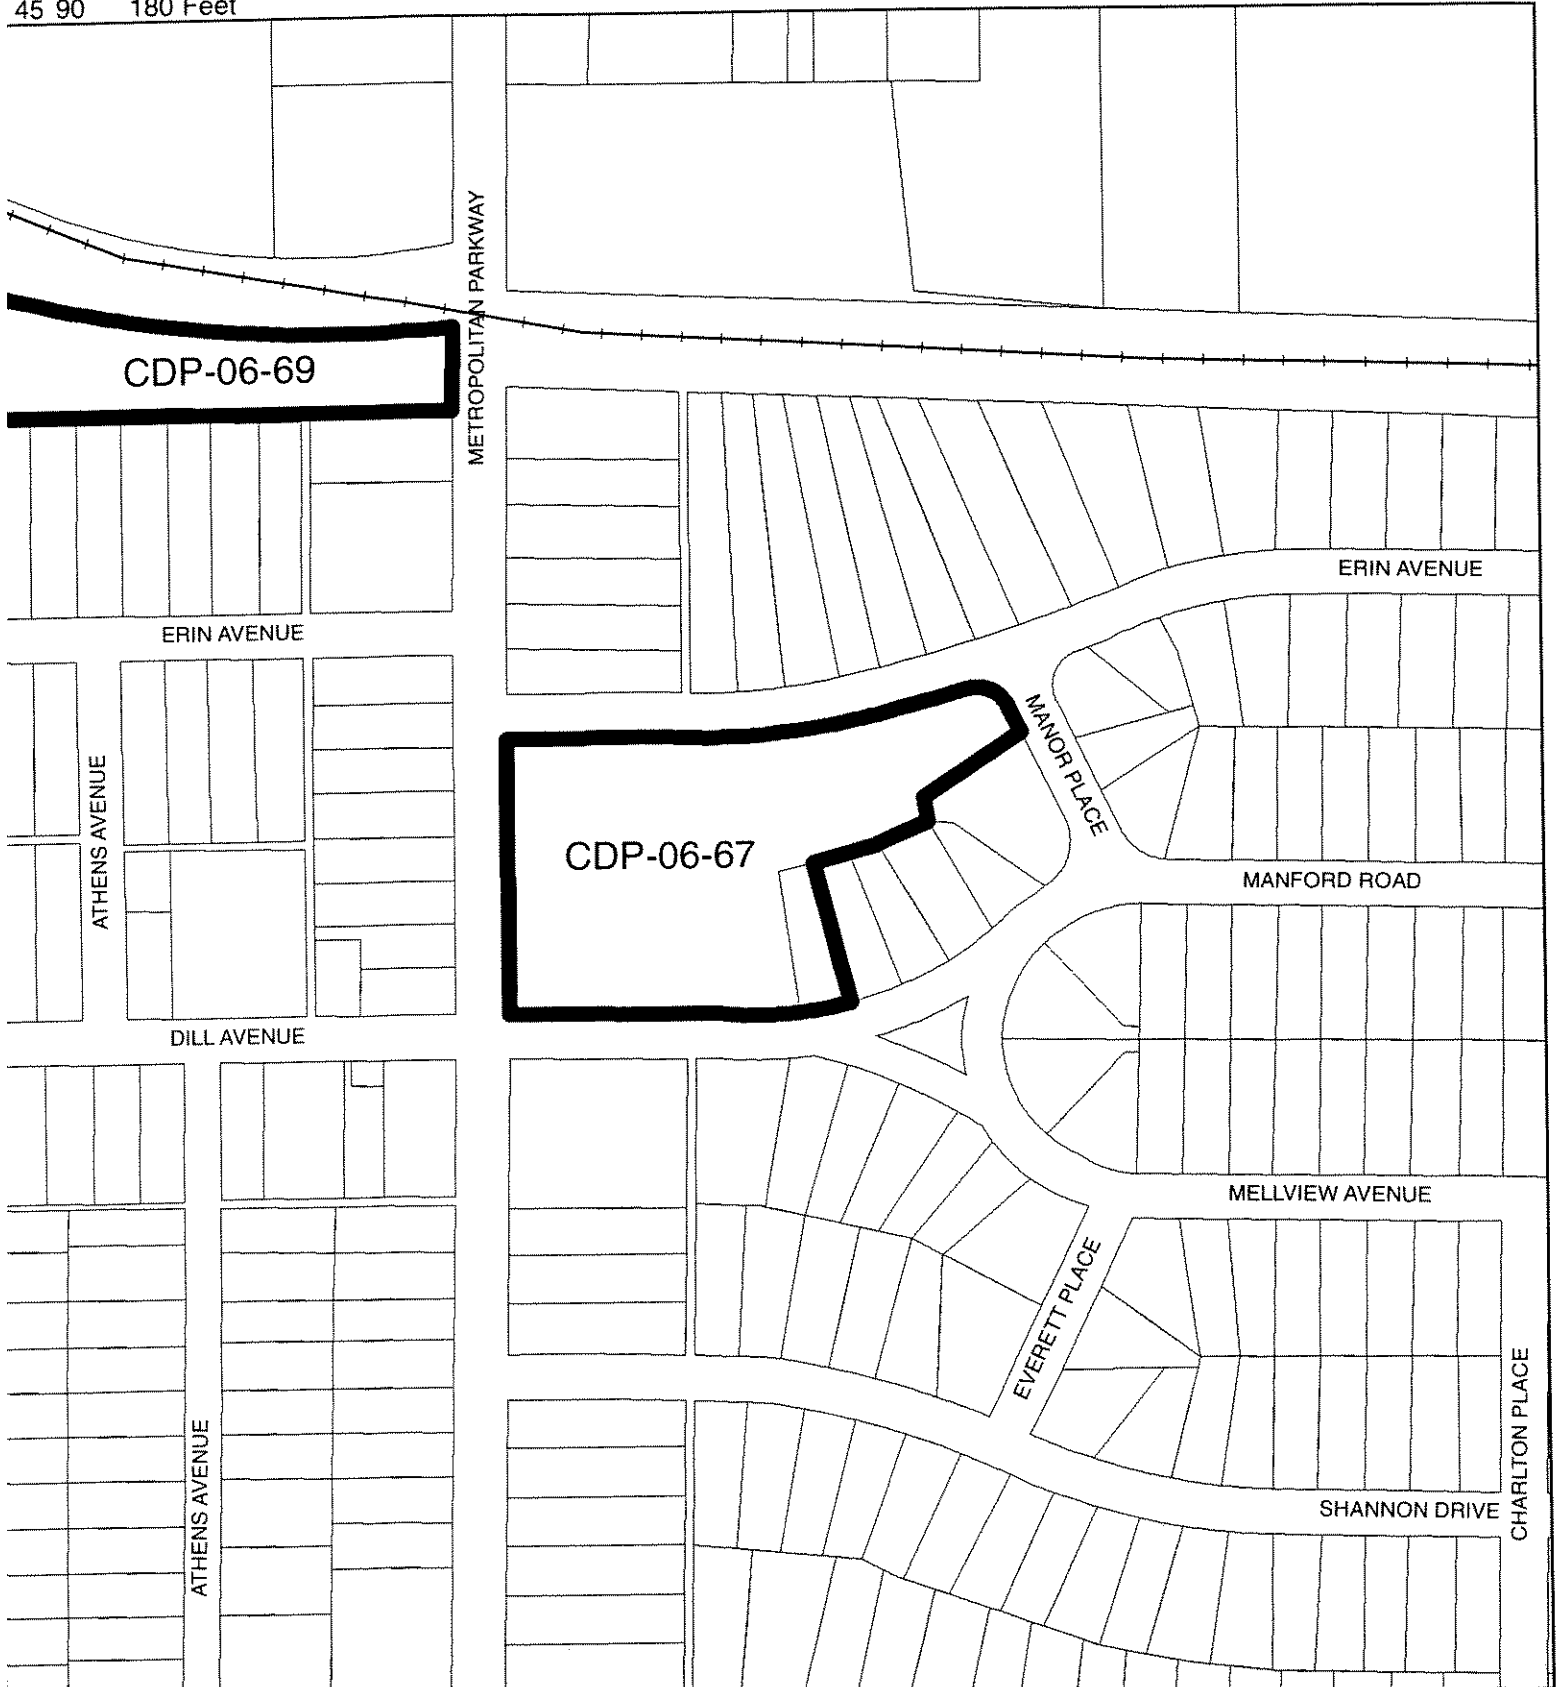 45 90 180 Feet
METROPOLITAN PARKWAY
CDP-06-69
ERIN AVENUE
ERIN AVENUE
MANOR PLACE
ATHENS AVENUE
CDP-06-67
MANFORD ROAD
DILL AVENUE
MELLVIEW AVENUE
EVERETT PLACE
CHARLTON PLACE
ATHENS AVENUE
SHANNON DRIVE